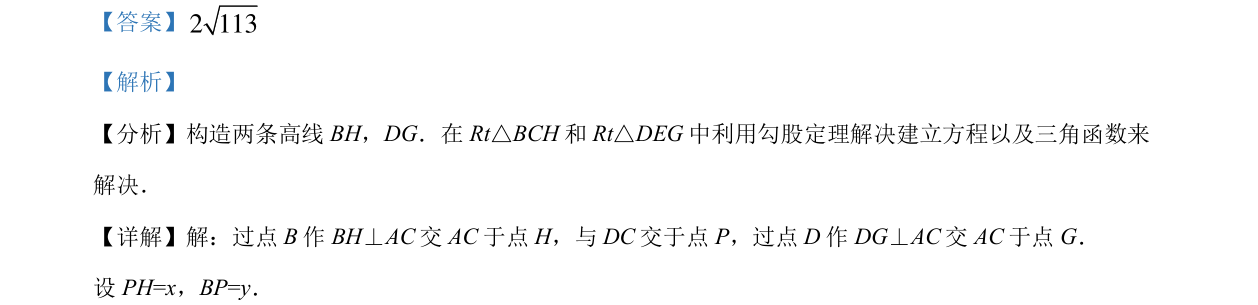 【答案】2√113
【解析】
【分析】构造两条高线 BH，DG．在 Rt△BCH 和 Rt△DEG 中利用勾股定理解决建立方程以及三角函数来
解决．
【详解】解：过点 B 作 BH⊥AC 交 AC 于点 H，与 DC 交于点 P，过点 D 作 DG⊥AC 交 AC 于点 G．
设 PH=x，BP=y．